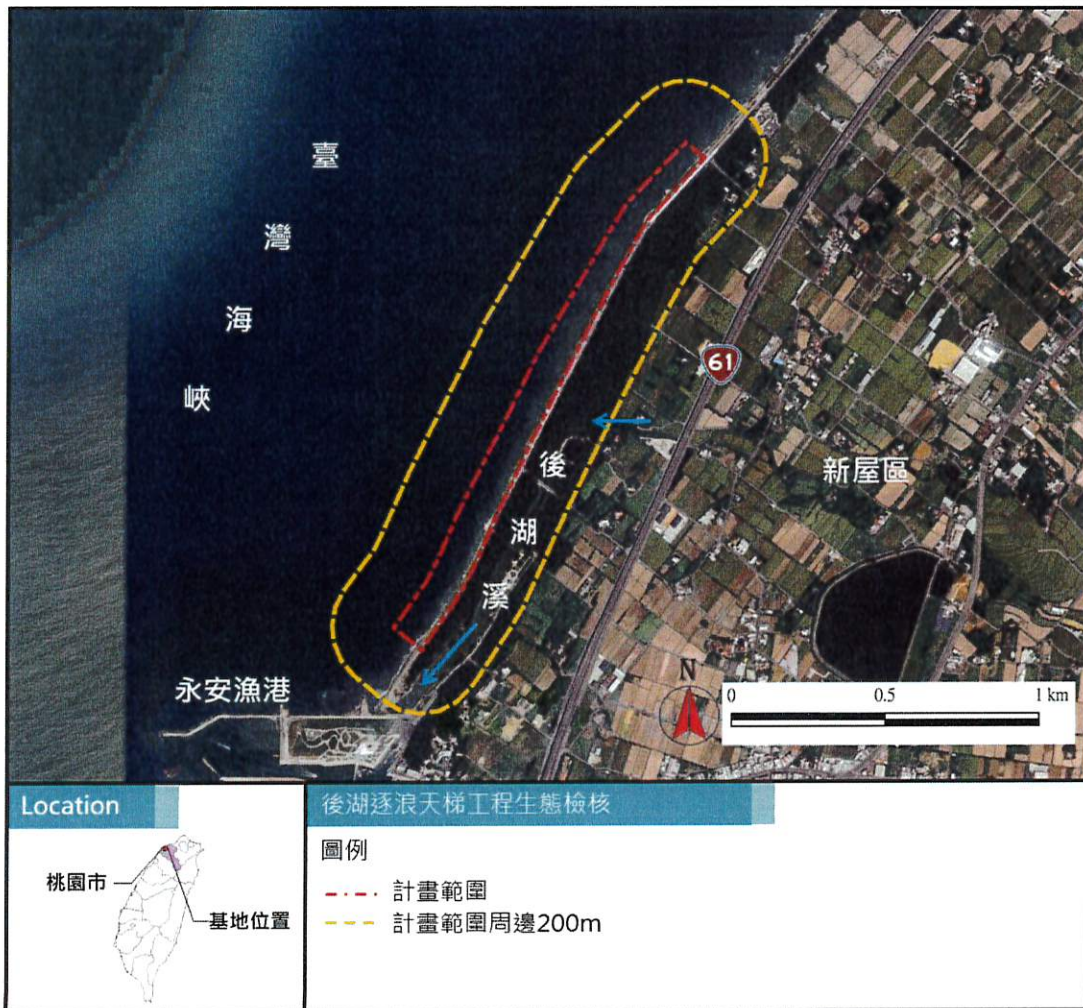 臺
灣
海
峽
61
後
湖
溪
新屋區
永安漁港
N
0 0.5 1 km
Location
後湖逐浪天梯工程生態檢核
圖例
桃園市
基地位置
計畫範圍
計畫範圍周邊200m